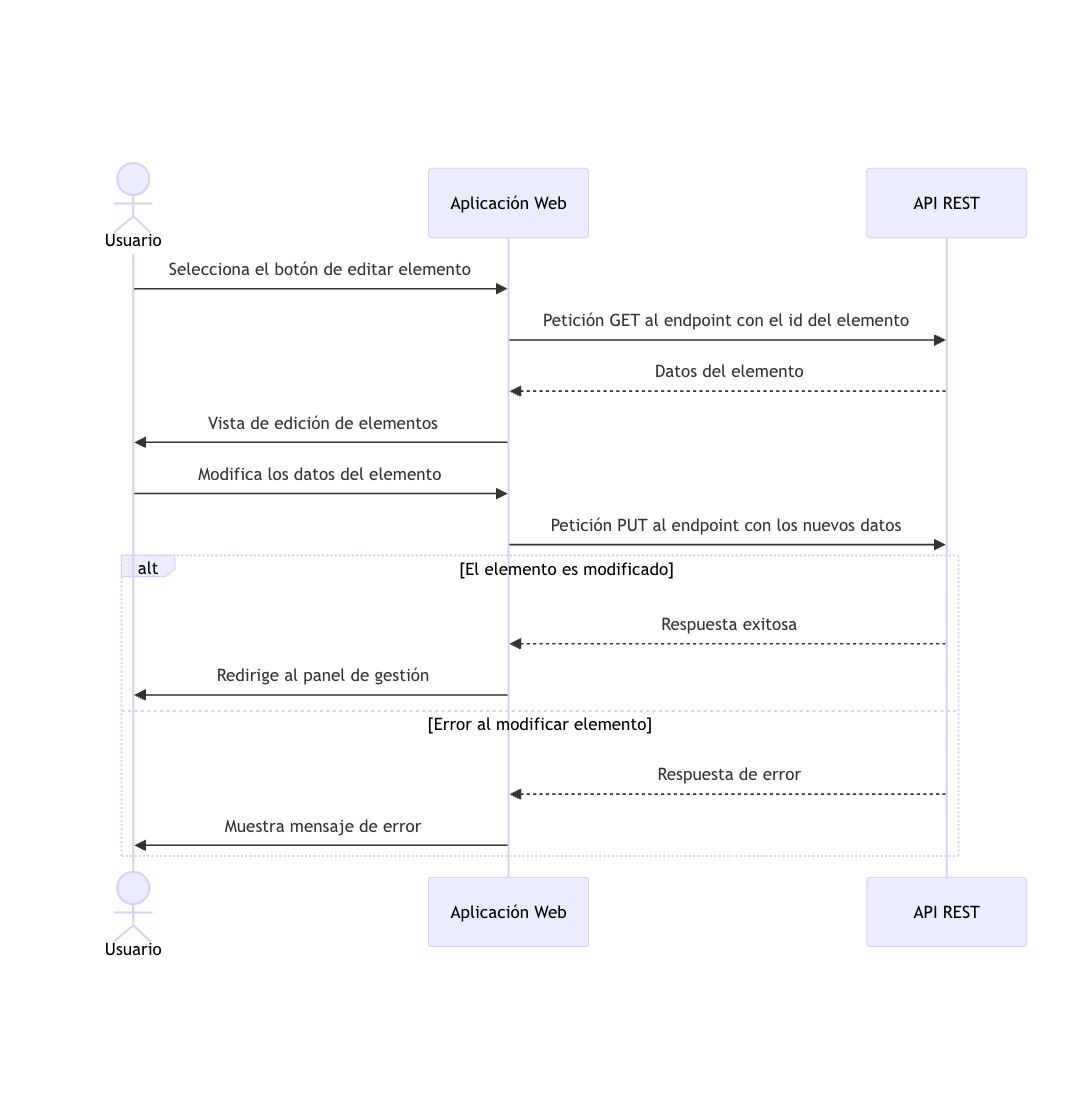 Aplicación Web
API REST
Usuario
Selecciona el botón de editar elemento
Petición GET al endpoint con el id del elemento
Datos del elemento
Vista de edición de elementos
Modifica los datos del elemento
Petición PUT al endpoint con los nuevos datos
alt
[El elemento es modificado]
Respuesta exitosa
Redirige al panel de gestión
[Error al modificar elemento]
Respuesta de error
Muestra mensaje de error
Aplicación Web
API REST
Usuario